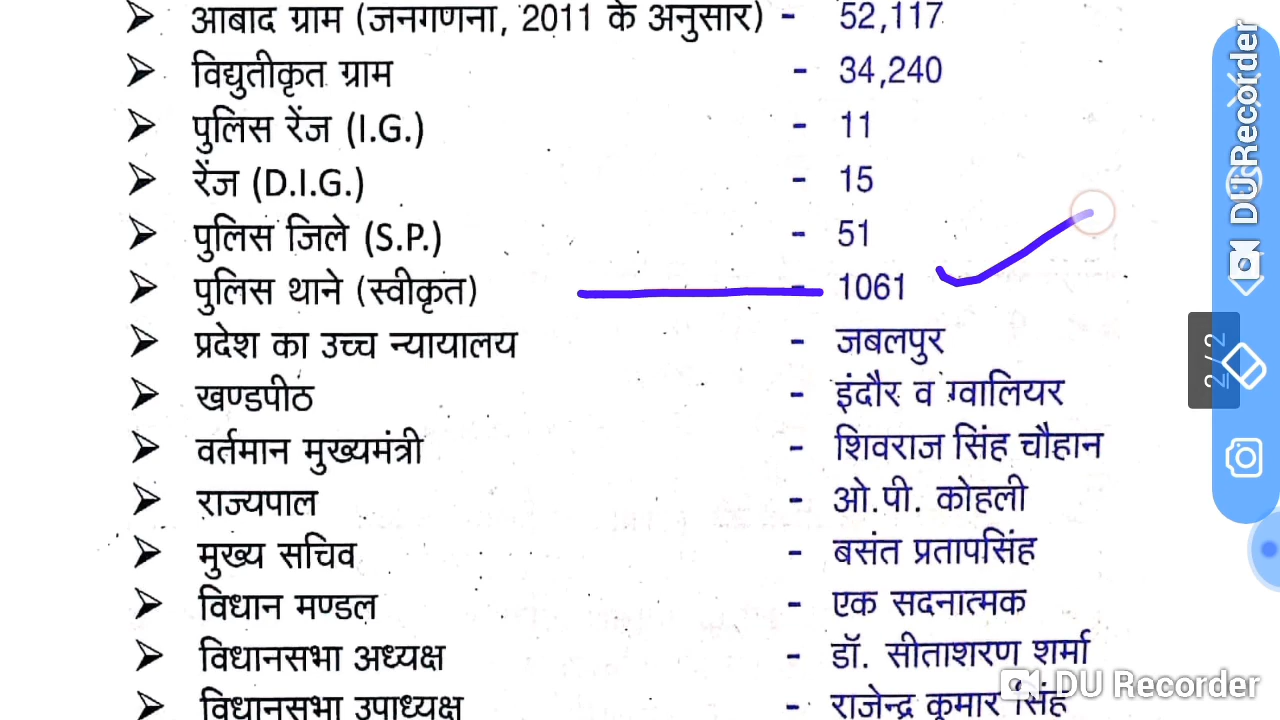 ➢ आबाद ग्राम (जनगणना, 2011 के अनुसार) - 52,117
➢ विद्युतीकृत ग्राम - 34,240
➢ पुलिस रेंज (I.G.) - 11
➢ रेंज (D.I.G.) - 15
➢ पुलिस जिले (S.P.) - 51
➢ पुलिस थाने (स्वीकृत) - 1061
➢ प्रदेश का उच्च न्यायालय - जबलपुर
➢ खण्डपीठ - इंदौर व ग्वालियर
➢ वर्तमान मुख्यमंत्री - शिवराज सिंह चौहान
➢ राज्यपाल - ओ.पी. कोहली
➢ मुख्य सचिव - बसंत प्रतापसिंह
➢ विधान मण्डल - एक सदनात्मक
➢ विधानसभा अध्यक्ष - डॉ. सीताशरण शर्मा
➢ विधानसभा उपाध्यक्ष - राजेन्द्र कुमार सिंह
DU Recorder
2 / 2
DU Recorder